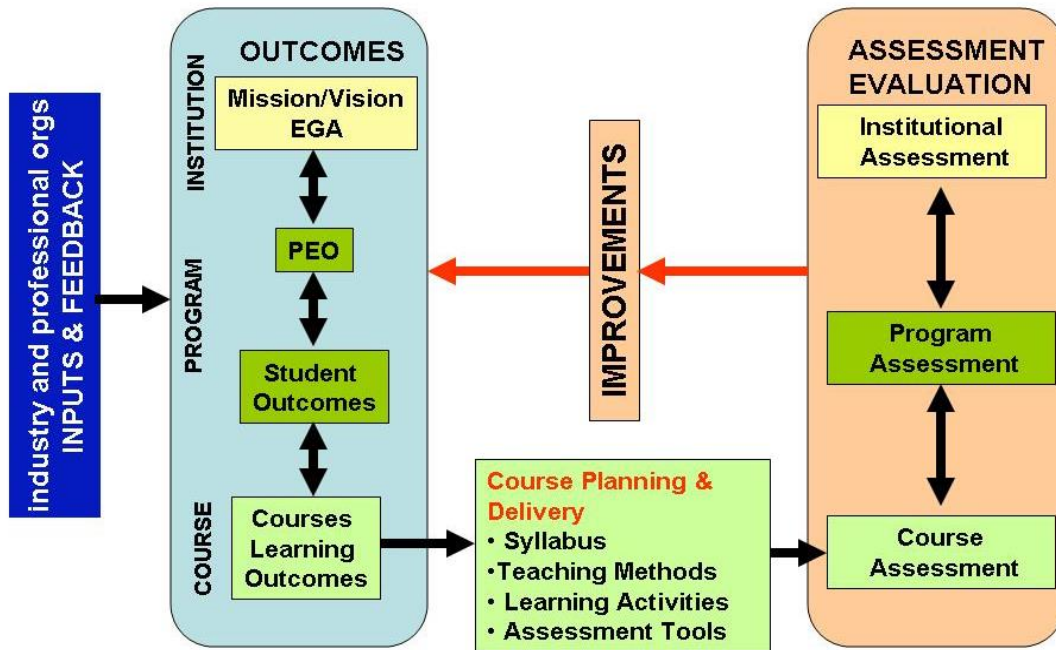 industry and professional orgs
INPUTS & FEEDBACK
OUTCOMES
INSTITUTION
Mission/Vision
EGA
PROGRAM
PEO
Student
Outcomes
COURSE
Courses
Learning
Outcomes
Course Planning &
Delivery
• Syllabus
•Teaching Methods
• Learning Activities
• Assessment Tools
IMPROVEMENTS
ASSESSMENT
EVALUATION
Institutional
Assessment
Program
Assessment
Course
Assessment